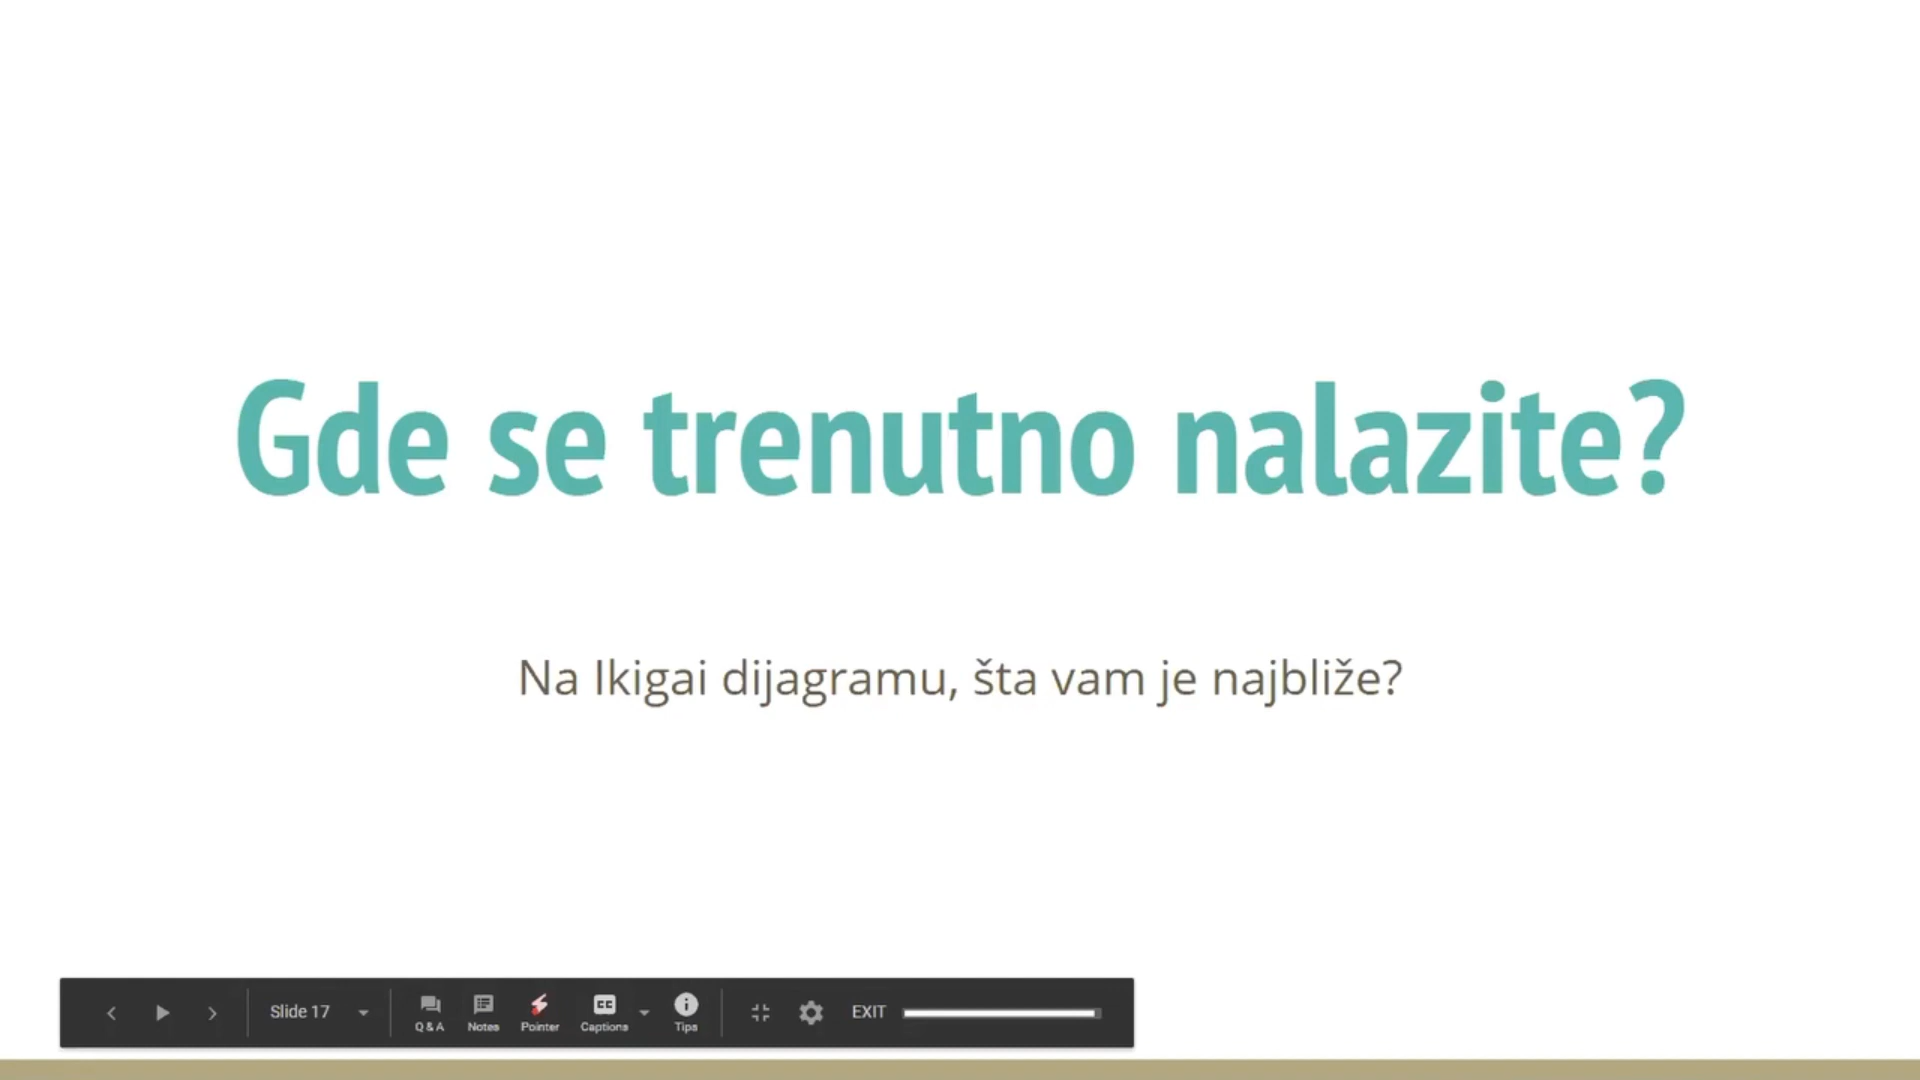 Gde se trenutno nalazite?
Na Ikigai dijagramu, šta vam je najbliže?
Slide 17 Q & A Notes Pointer Captions Tips EXIT